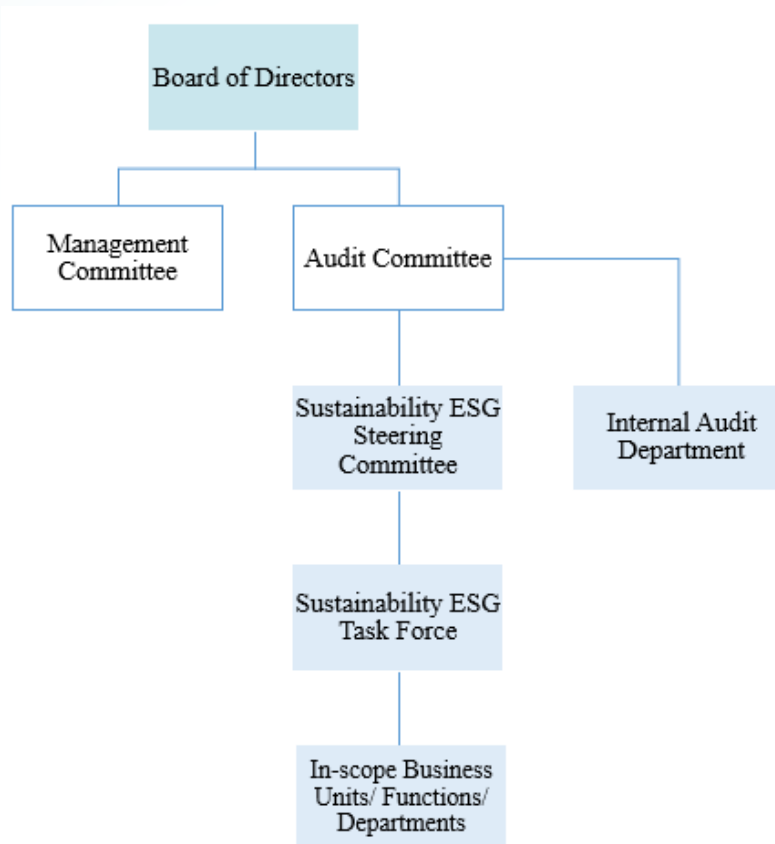 Board of Directors
Management
Committee
Audit Committee
Sustainability ESG
Steering
Committee
Internal Audit
Department
Sustainability ESG
Task Force
In-scope Business
Units/ Functions/
Departments